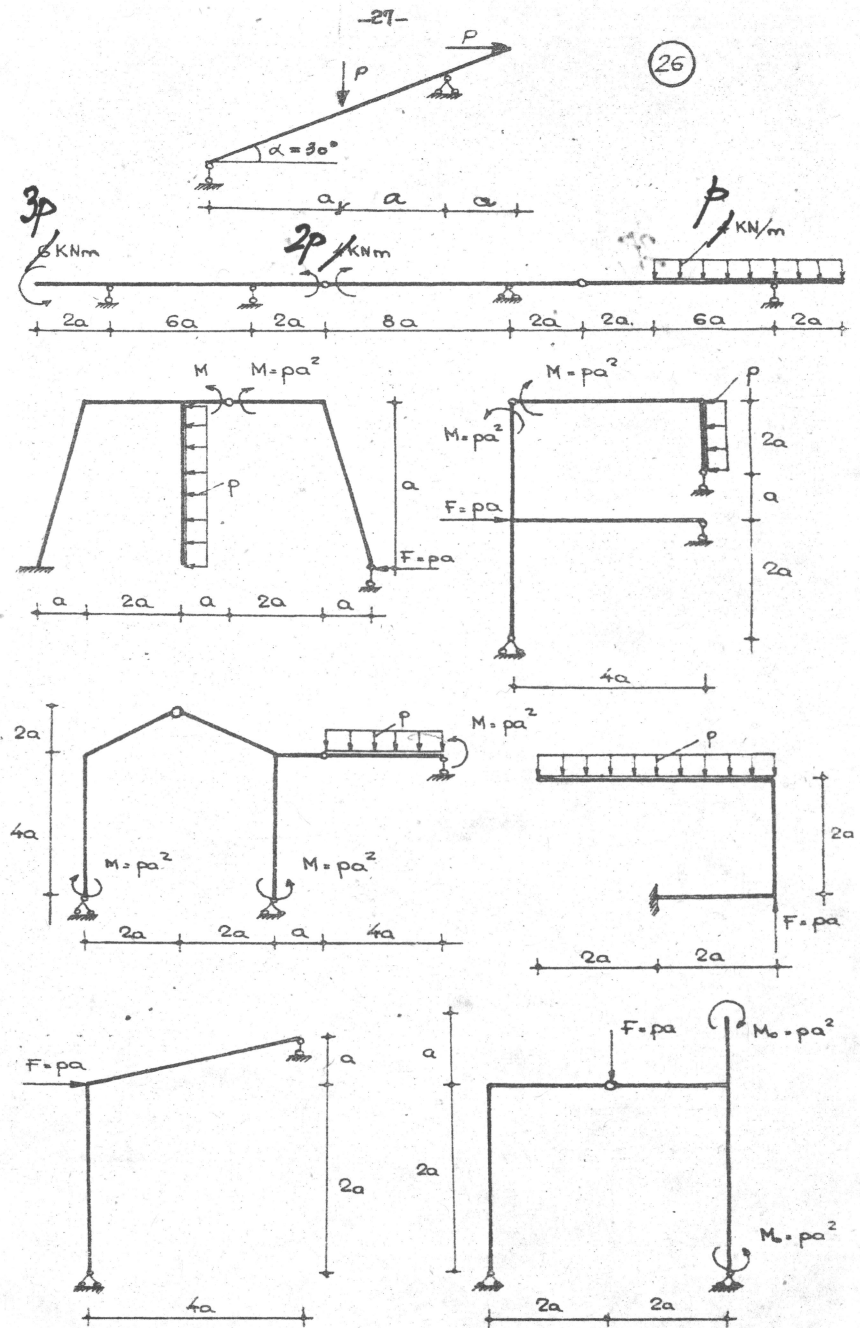 -27-
P
26
P
α = 30°
a a a
3p
6 KNm
2p
KNm
p
KN/m
2a 6a 2a 8a 2a 2a 6a 2a
M M = pa²
p
a
F = pa
a 2a a 2a a
M = pa²
p
M = pa²
2a
F = pa
a
2a
4a
2a
p
M = pa²
4a
M = pa²
M = pa²
2a 2a a 4a
p
2a
F = pa
2a 2a
F = pa
a
2a
4a
F = pa
M₀ = pa²
a
2a
M₀ = pa²
2a 2a